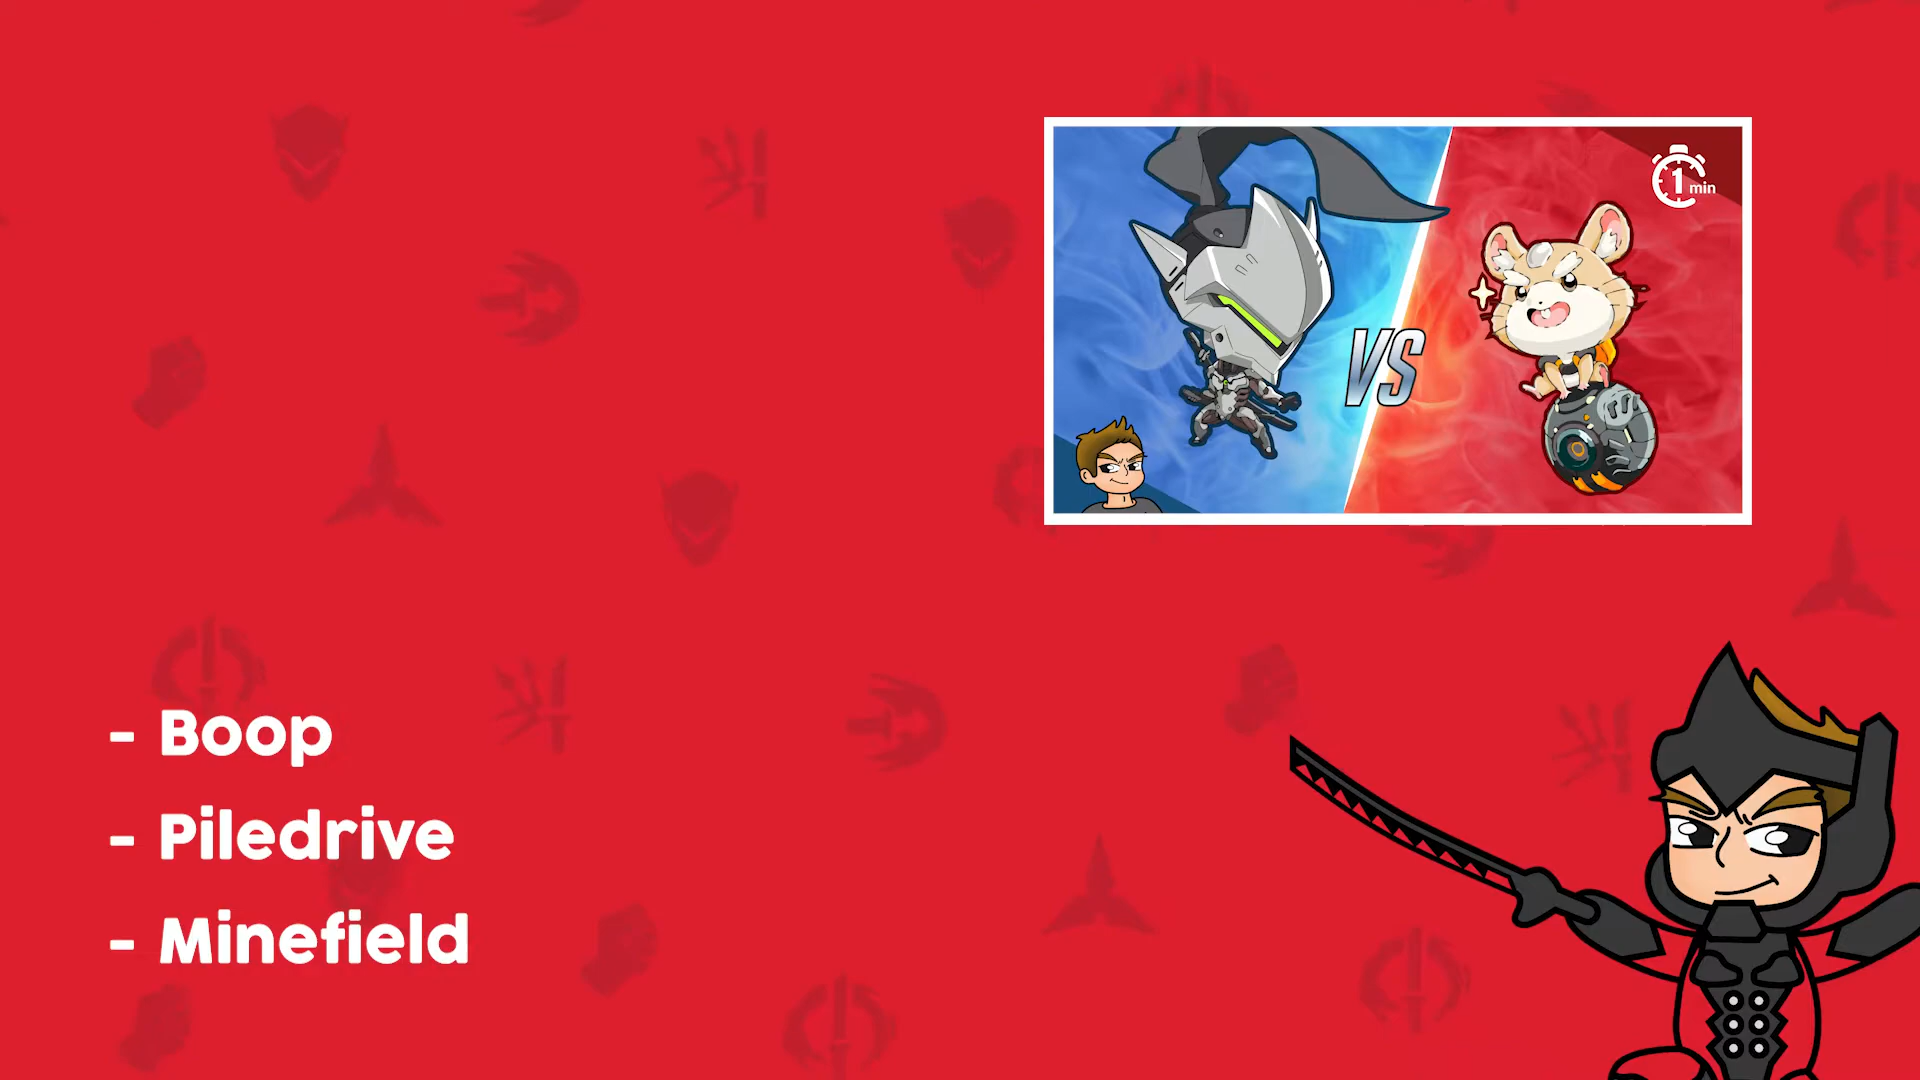 1 min
VS
- Boop
- Piledrive
- Minefield